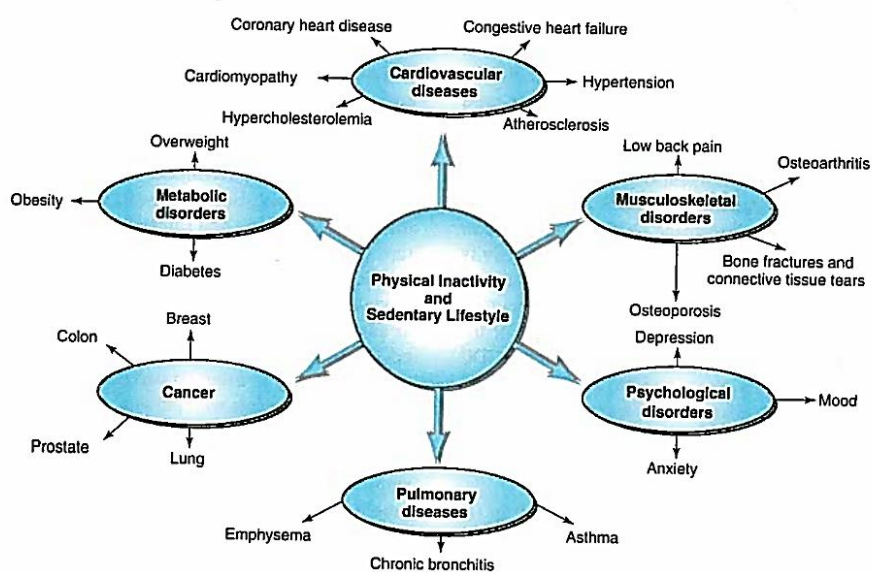 Coronary heart disease
Congestive heart failure
Cardiomyopathy
Cardiovascular
diseases
Hypertension
Hypercholesterolemia
Atherosclerosis
Overweight
Obesity
Metabolic
disorders
Diabetes
Low back pain
Osteoarthritis
Musculoskeletal
disorders
Bone fractures and
connective tissue tears
Osteoporosis
Physical Inactivity
and
Sedentary Lifestyle
Breast
Colon
Cancer
Prostate
Lung
Depression
Psychological
disorders
Mood
Anxiety
Pulmonary
diseases
Emphysema
Chronic bronchitis
Asthma